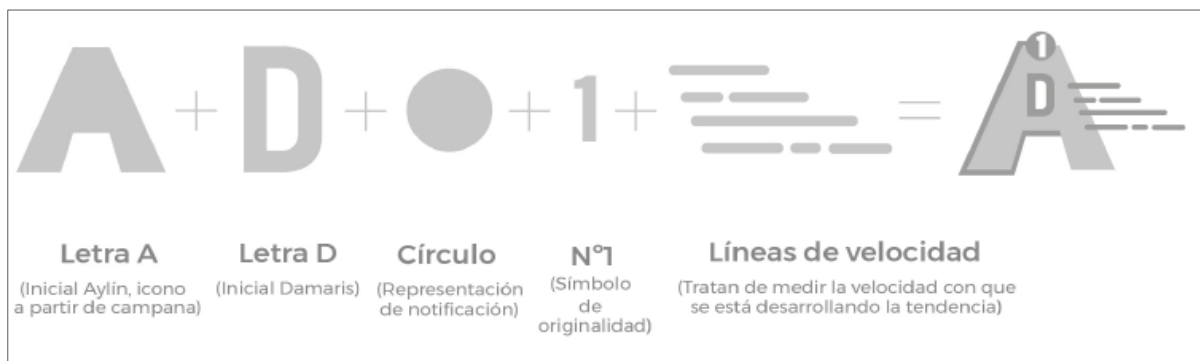 A + D + + 1 + = 1 A D
Letra A
(Inicial Aylín, icono
a partir de campana)
Letra D
(Inicial Damaris)
Círculo
(Representación
de notificación)
Nº1
(Símbolo
de
originalidad)
Líneas de velocidad
(Tratan de medir la velocidad con que
se está desarrollando la tendencia)